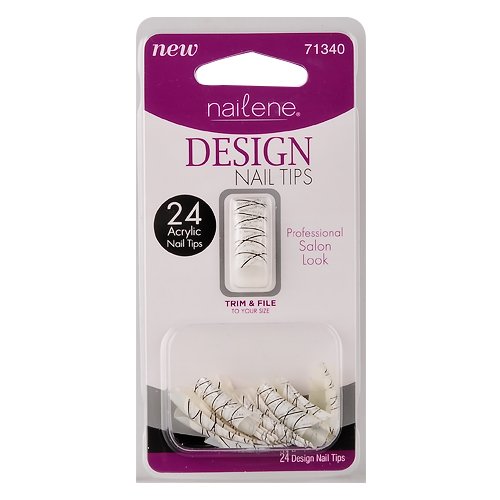 new
71340
nailene®
DESIGN
NAIL TIPS
24
Acrylic
Nail Tips
Professional
Salon
Look
TRIM & FILE
TO YOUR SIZE
24 Design Nail Tips